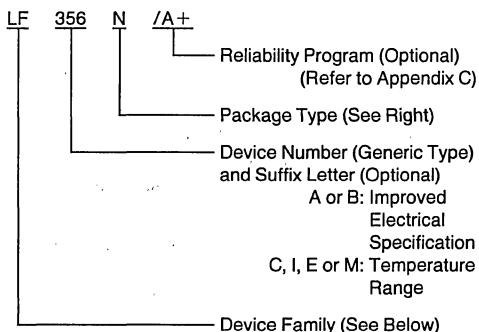 LF 356 N /A+
Reliability Program (Optional)
(Refer to Appendix C)
Package Type (See Right)
Device Number (Generic Type)
and Suffix Letter (Optional)
A or B: Improved
Electrical
Specification
C, I, E or M: Temperature
Range
Device Family (See Below)